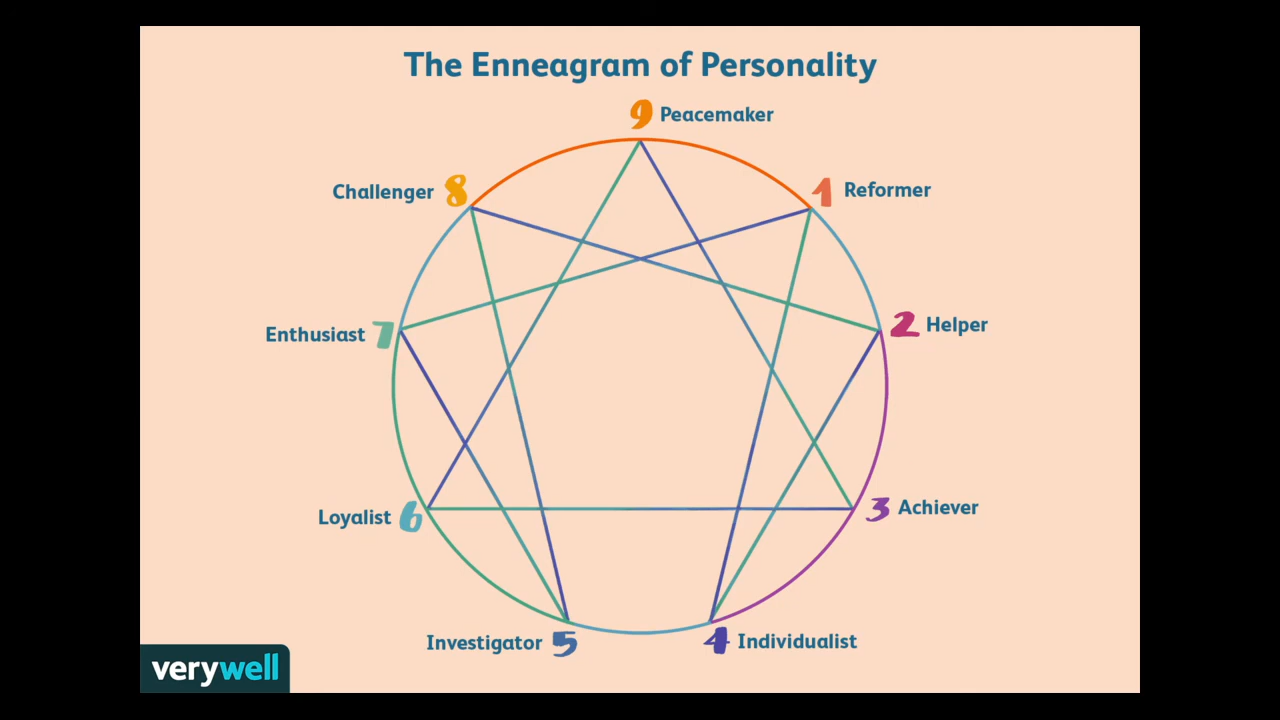 The Enneagram of Personality
9 Peacemaker
Challenger 8
1 Reformer
Enthusiast 7
2 Helper
Loyalist 6
3 Achiever
Investigator 5
4 Individualist
verywell